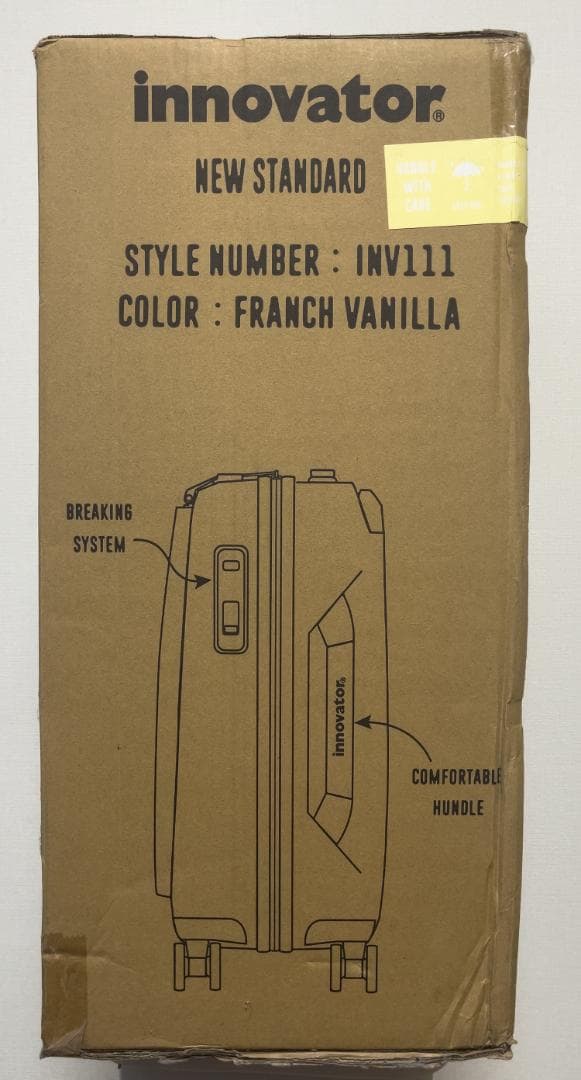 innovator®
NEW STANDARD
HANDLE
WITH
CARE
STYLE NUMBER : INV111
COLOR : FRANCH VANILLA
BREAKING
SYSTEM
innovator®
COMFORTABLE
HUNDLE